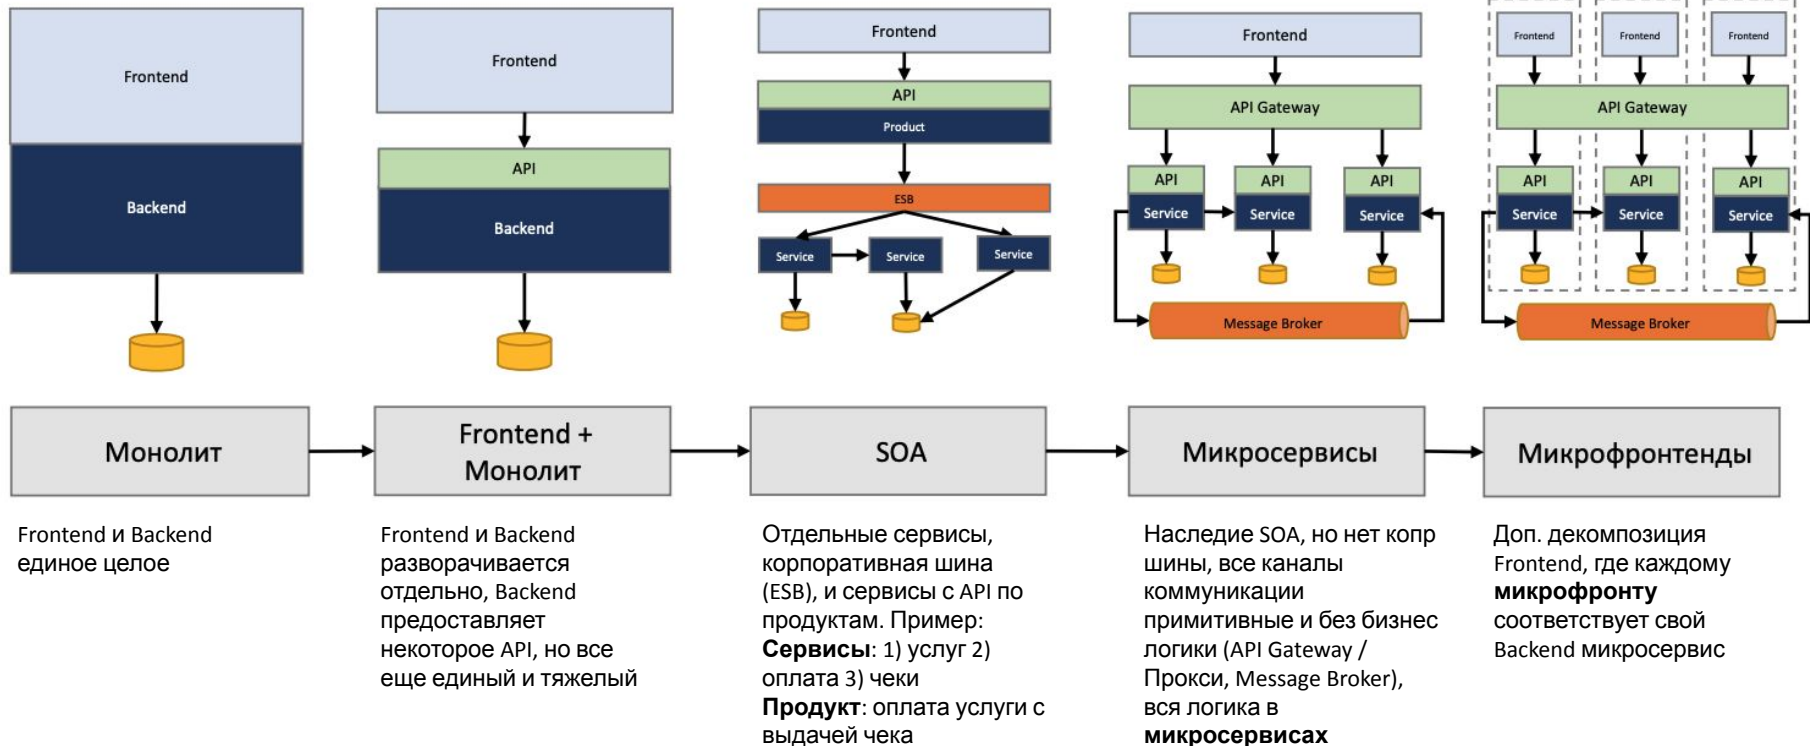 Frontend
Backend
Frontend
API
Backend
Frontend
API
Product
ESB
Service
Service
Service
Frontend
API Gateway
API
API
API
Service
Service
Service
Message Broker
Frontend
Frontend
Frontend
API Gateway
API
API
API
Service
Service
Service
Message Broker
Монолит
Frontend +
Монолит
SOA
Микросервисы
Микрофронтенды
Frontend и Backend
единое целое
Frontend и Backend
разворачивается
отдельно, Backend
предоставляет
некоторое API, но все
еще единый и тяжелый
Отдельные сервисы,
корпоративная шина
(ESB), и сервисы с API по
продуктам. Пример:
Сервисы: 1) услуг 2)
оплата 3) чеки
Продукт: оплата услуги с
выдачей чека
Наследие SOA, но нет копр
шины, все каналы
коммуникации
примитивные и без бизнес
логики (API Gateway /
Прокси, Message Broker),
вся логика в
микросервисах
Доп. декомпозиция
Frontend, где каждому
микрофронту
соответствует свой
Backend микросервис